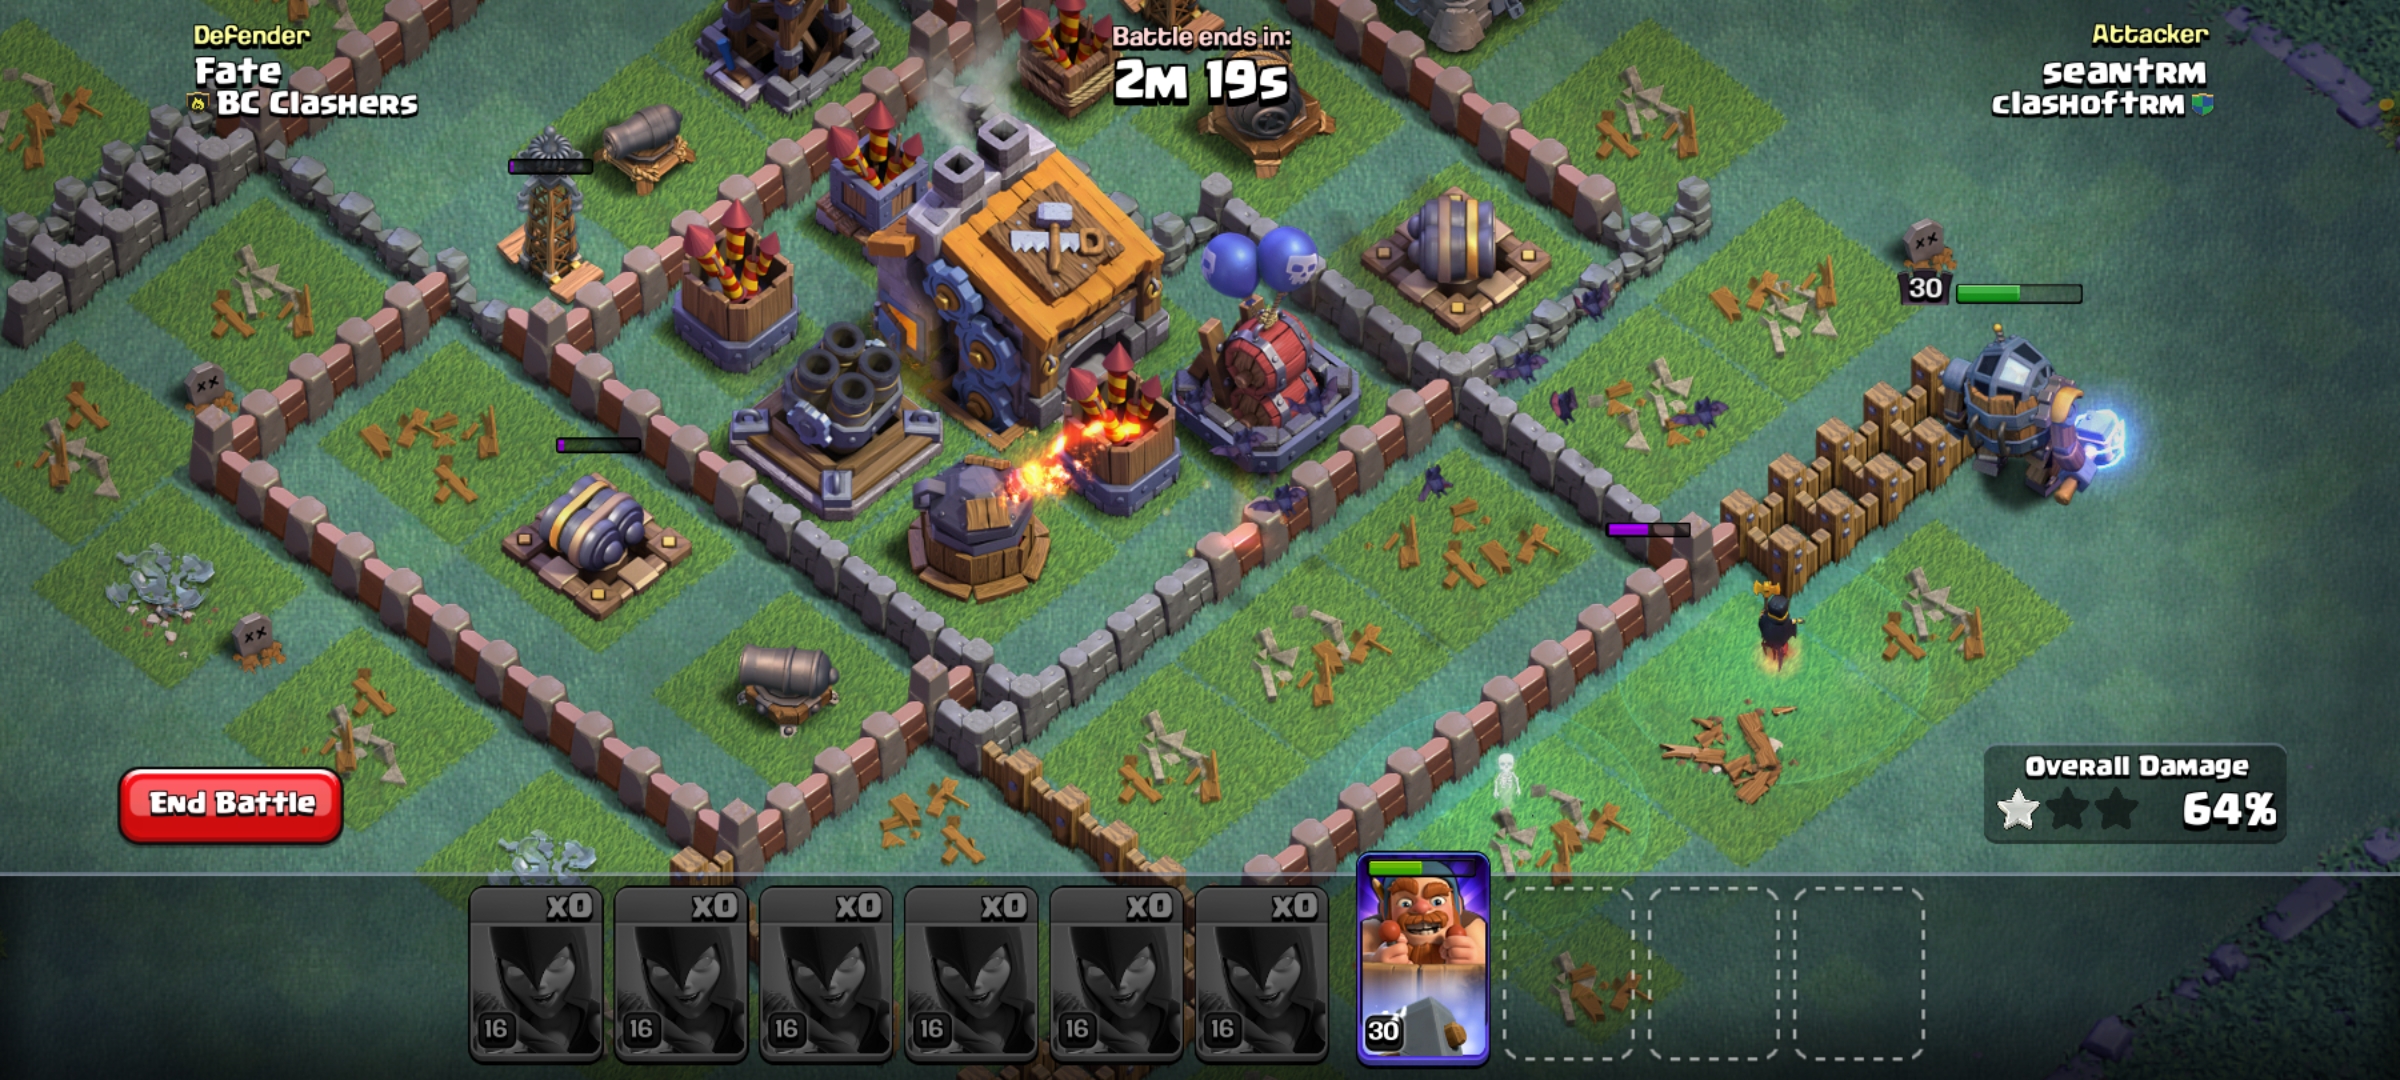 Defender
Fate
BC Clashers
Battle ends in:
2M 19s
Attacker
seantrm
clashoftrm
30
End Battle
Overall Damage
64%
x0
x0
x0
x0
x0
x0
16
16
16
16
16
16
30